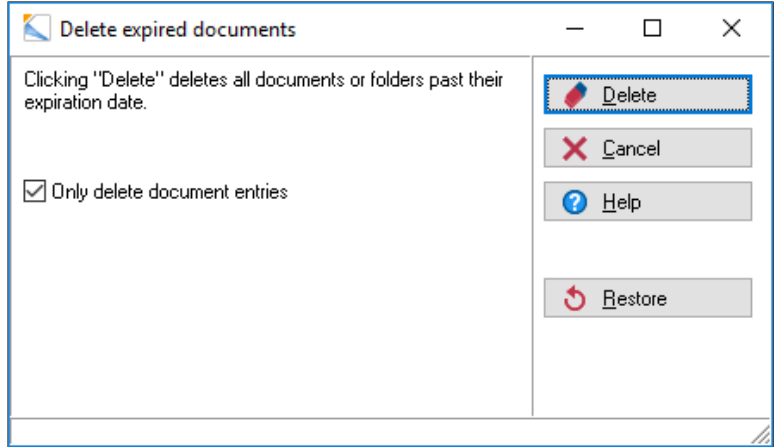 Delete expired documents
Clicking "Delete" deletes all documents or folders past their
expiration date.
Only delete document entries
Delete
Cancel
Help
Restore